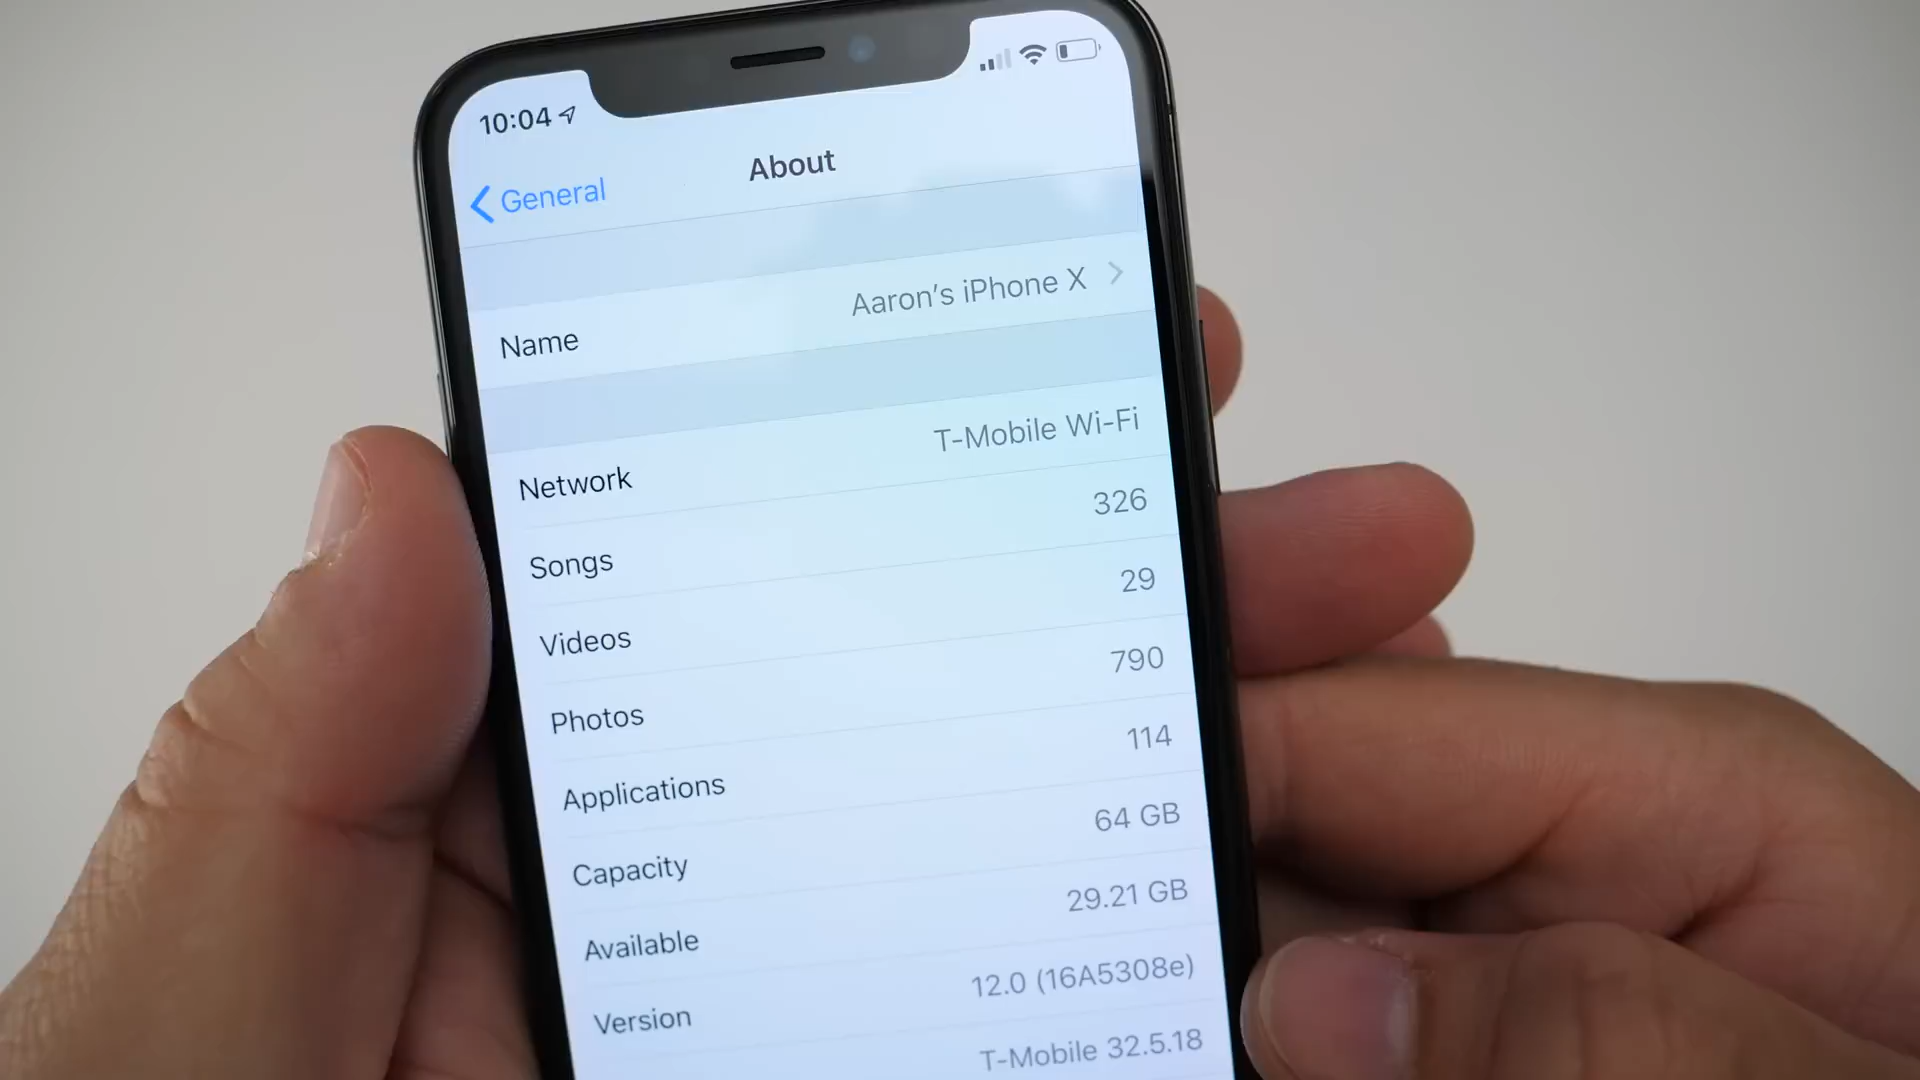 10:04
General
About
Name Aaron's iPhone X
Network T-Mobile Wi-Fi
Songs 326
Videos 29
Photos 790
Applications 114
Capacity 64 GB
Available 29.21 GB
Version 12.0 (16A5308e)
T-Mobile 32.5.18